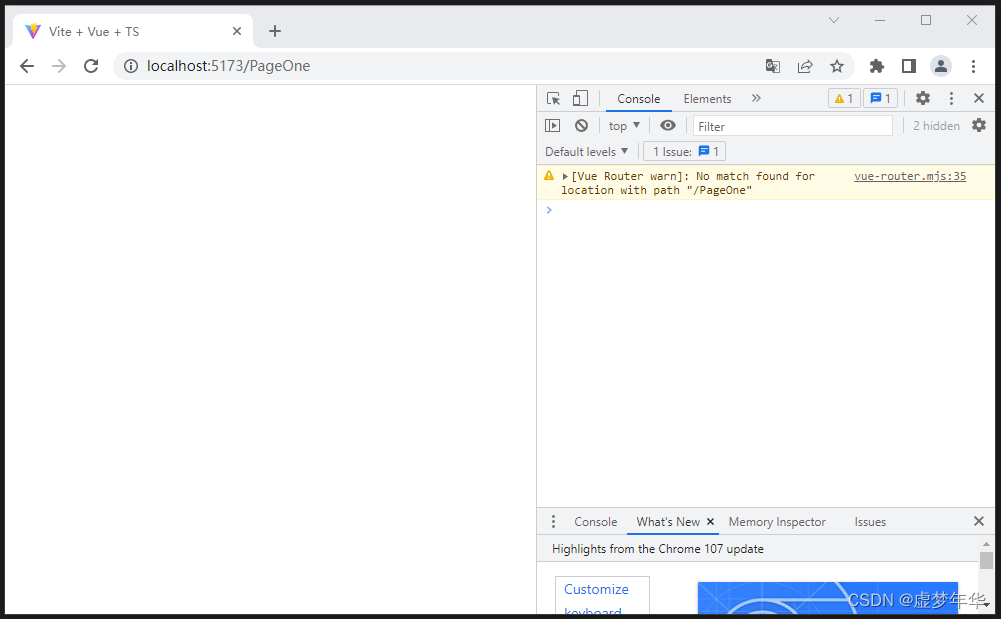 Vite + Vue + TS
localhost:5173/PageOne
Console Elements 1 1
top Filter 2 hidden
Default levels 1 Issue: 1
[Vue Router warn]: No match found for vue-router.mjs:35
location with path "/PageOne"
Console What's New Memory Inspector Issues
Highlights from the Chrome 107 update
Customize
keyboard
CSDN @虚梦年华